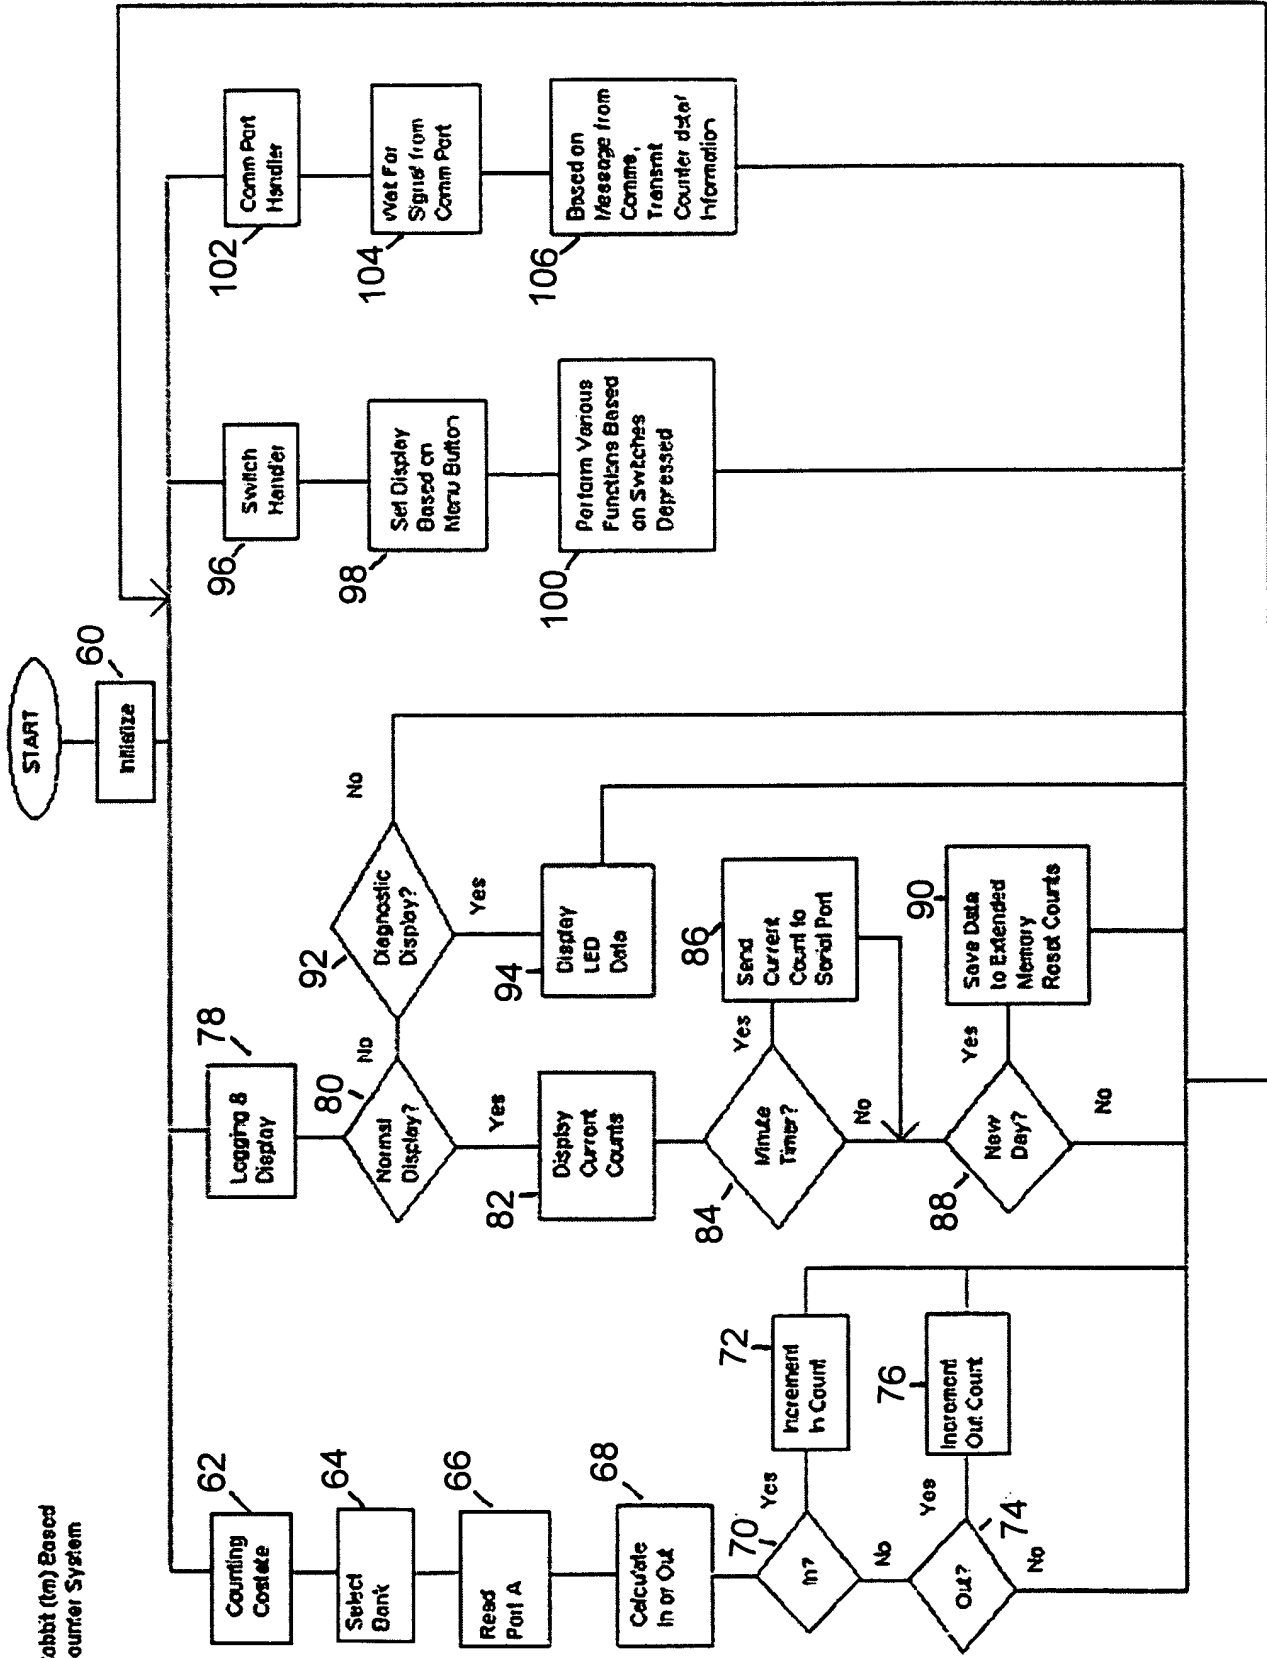 abbit (tm) Based
ounter System
START
Initialize
60
Counting
Costate
62
Select
Bank
64
Read
Port A
66
Calculate
In or Out
68
In?
70
Yes
No
Increment
In Count
72
Out?
74
Yes
No
Increment
Out Count
76
Logging &
Display
78
Normal
Display?
80
No
Yes
Display
Current
Counts
82
Minute
Timer?
84
Yes
No
Send
Current
Count to
Serial Port
86
New
Day?
88
Yes
No
Save Data
to Extended
Memory
Reset Counts
90
Diagnostic
Display?
92
No
Yes
Display
LED
Data
94
Switch
Handler
96
Set Display
Based on
Menu Button
98
Perform Various
Functions Based
on Switches
Depressed
100
Comm Port
Handler
102
Wait For
Signal from
Comm Port
104
Based on
Message from
Comms,
Transmit
Counter data/
Information
106